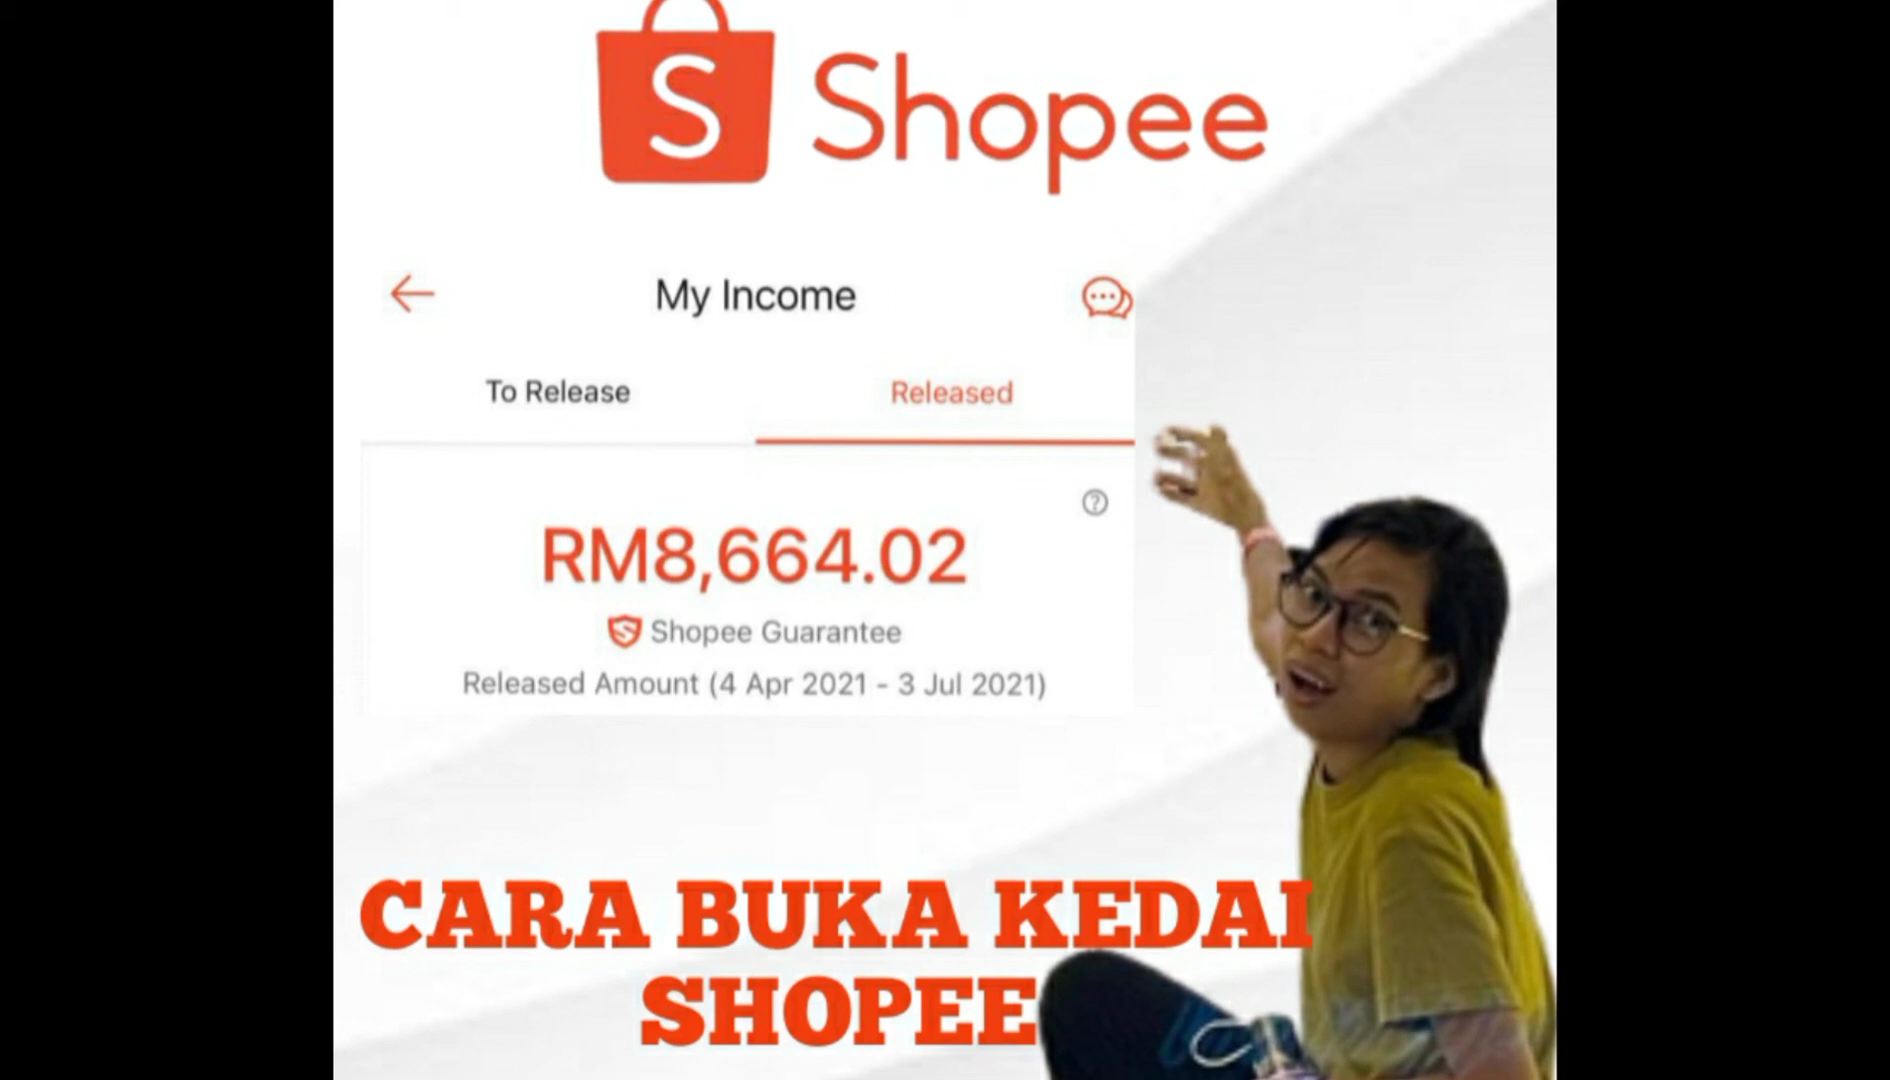 S Shopee
My Income
To Release Released
RM8,664.02
Shopee Guarantee
Released Amount (4 Apr 2021 - 3 Jul 2021)
CARA BUKA KEDAI
SHOPEE